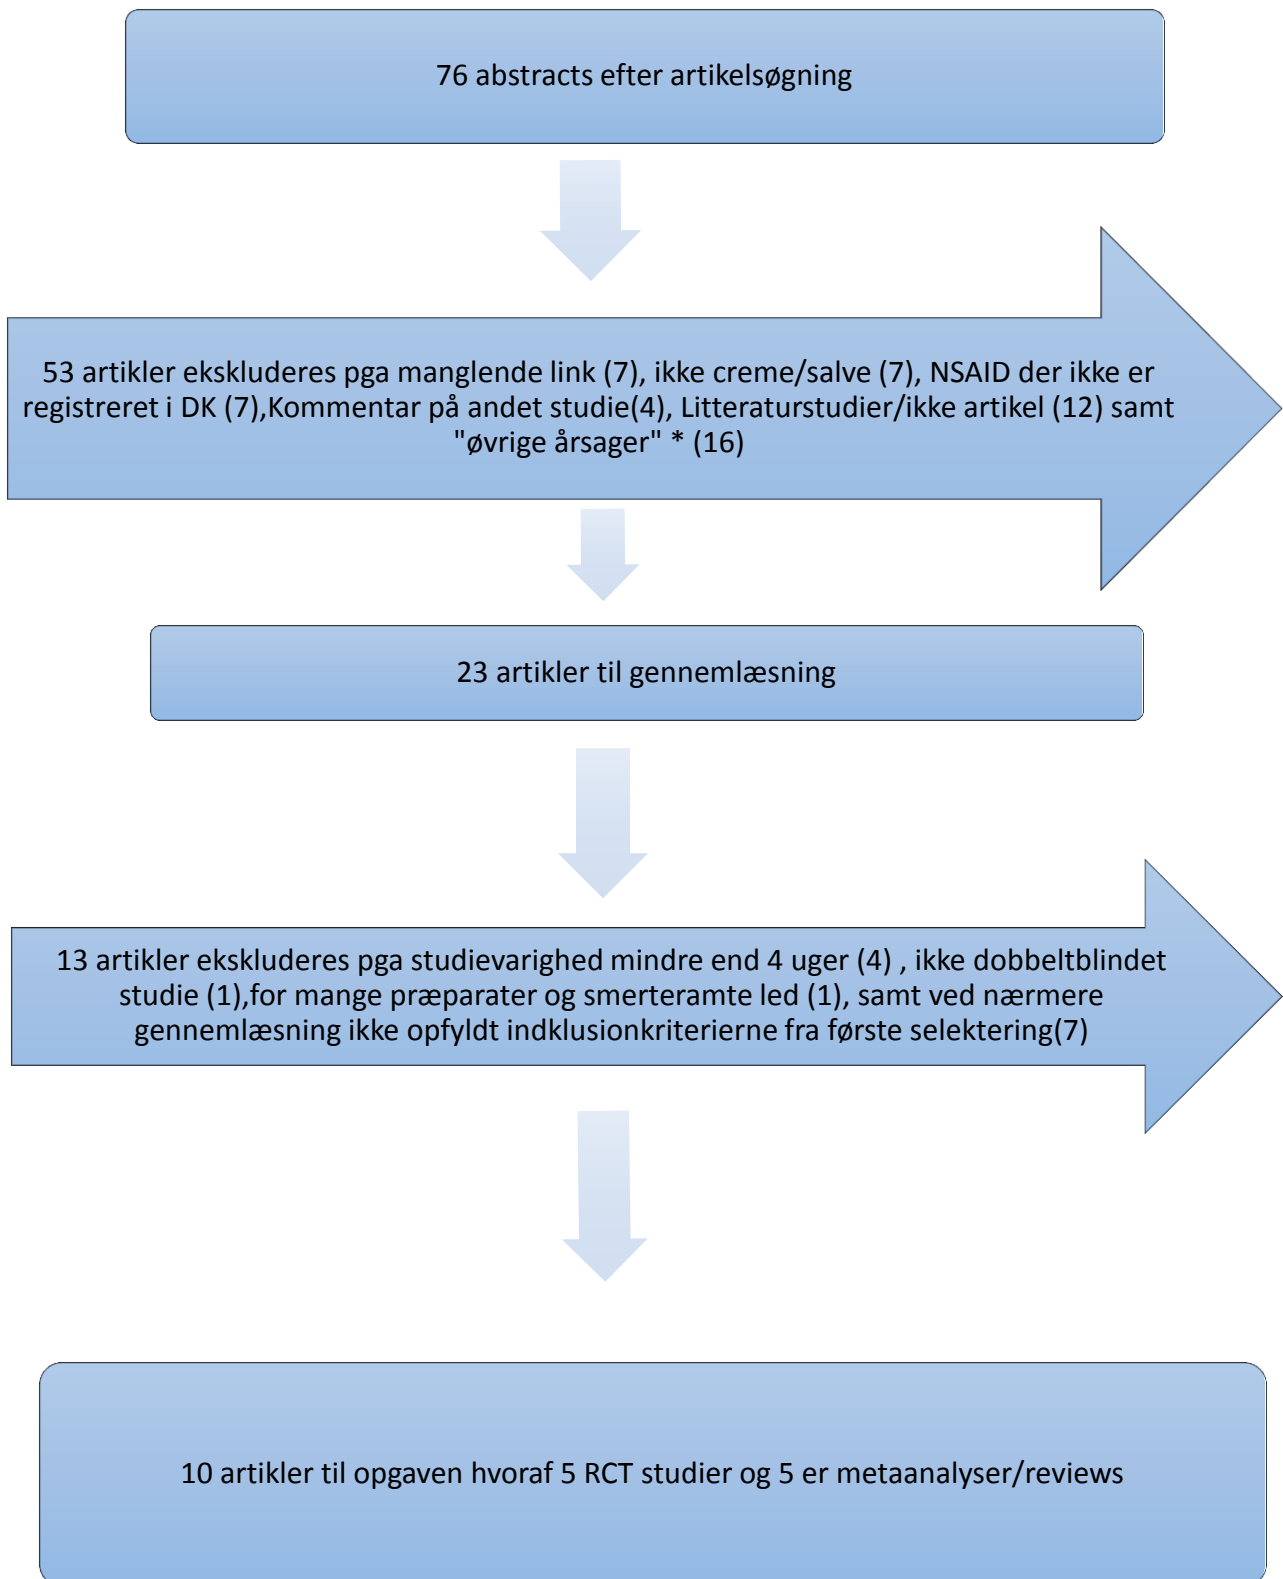 76 abstracts efter artikelsøgning
53 artikler ekskluderes pga manglende link (7), ikke creme/salve (7), NSAID der ikke er
registreret i DK (7),Kommentar på andet studie(4), Litteraturstudier/ikke artikel (12) samt
"øvrige årsager" * (16)
23 artikler til gennemlæsning
13 artikler ekskluderes pga studievarighed mindre end 4 uger (4) , ikke dobbeltblindet
studie (1),for mange præparater og smerteramte led (1), samt ved nærmere
gennemlæsning ikke opfyldt indklusionkriterierne fra første selektering(7)
10 artikler til opgaven hvoraf 5 RCT studier og 5 er metaanalyser/reviews